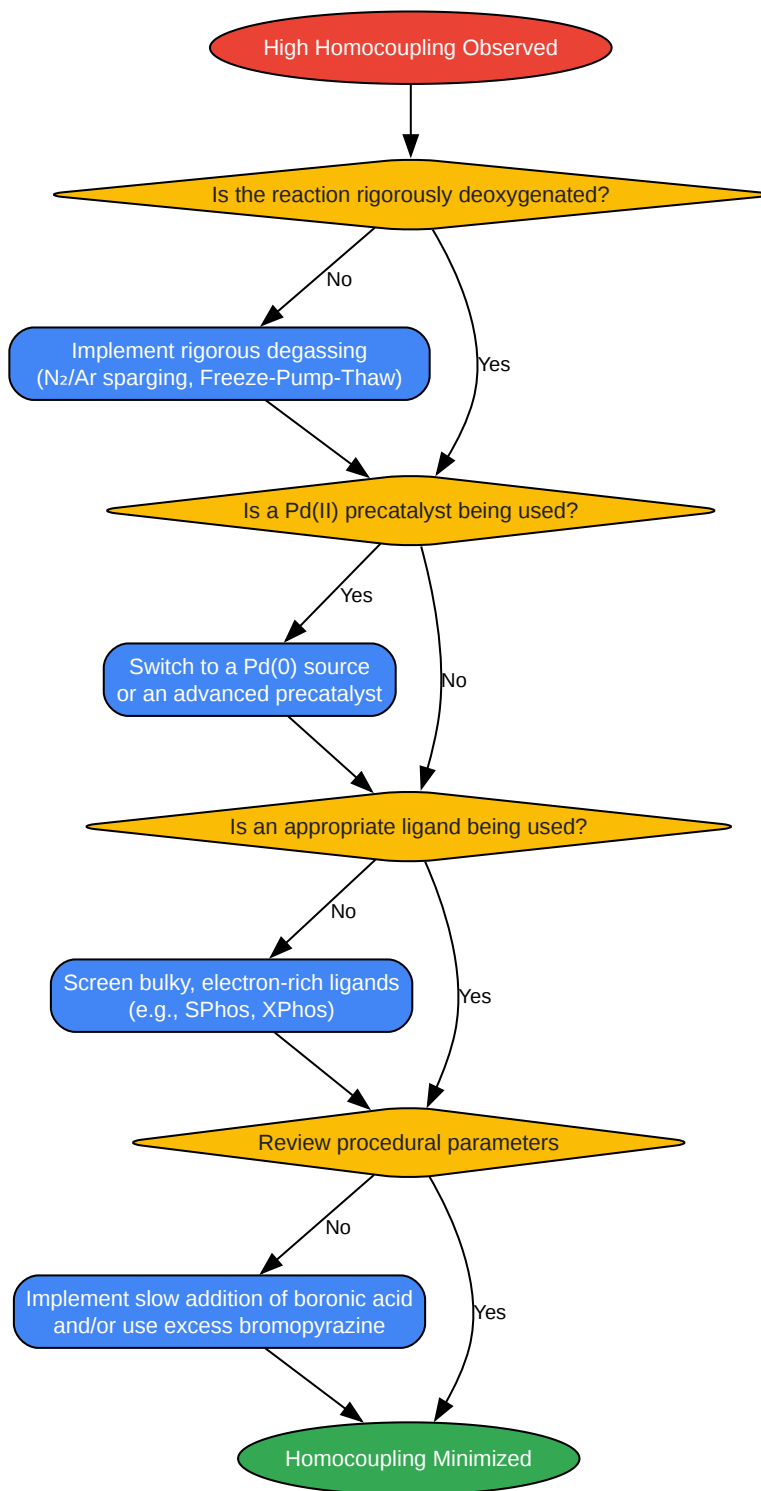 High Homocoupling Observed
Is the reaction rigorously deoxygenated?
No
Implement rigorous degassing
(N₂/Ar sparging, Freeze-Pump-Thaw)
Yes
Is a Pd(II) precatalyst being used?
Yes
Switch to a Pd(0) source
or an advanced precatalyst
No
Is an appropriate ligand being used?
No
Screen bulky, electron-rich ligands
(e.g., SPhos, XPhos)
Yes
Review procedural parameters
No
Implement slow addition of boronic acid
and/or use excess bromopyrazine
Yes
Homocoupling Minimized